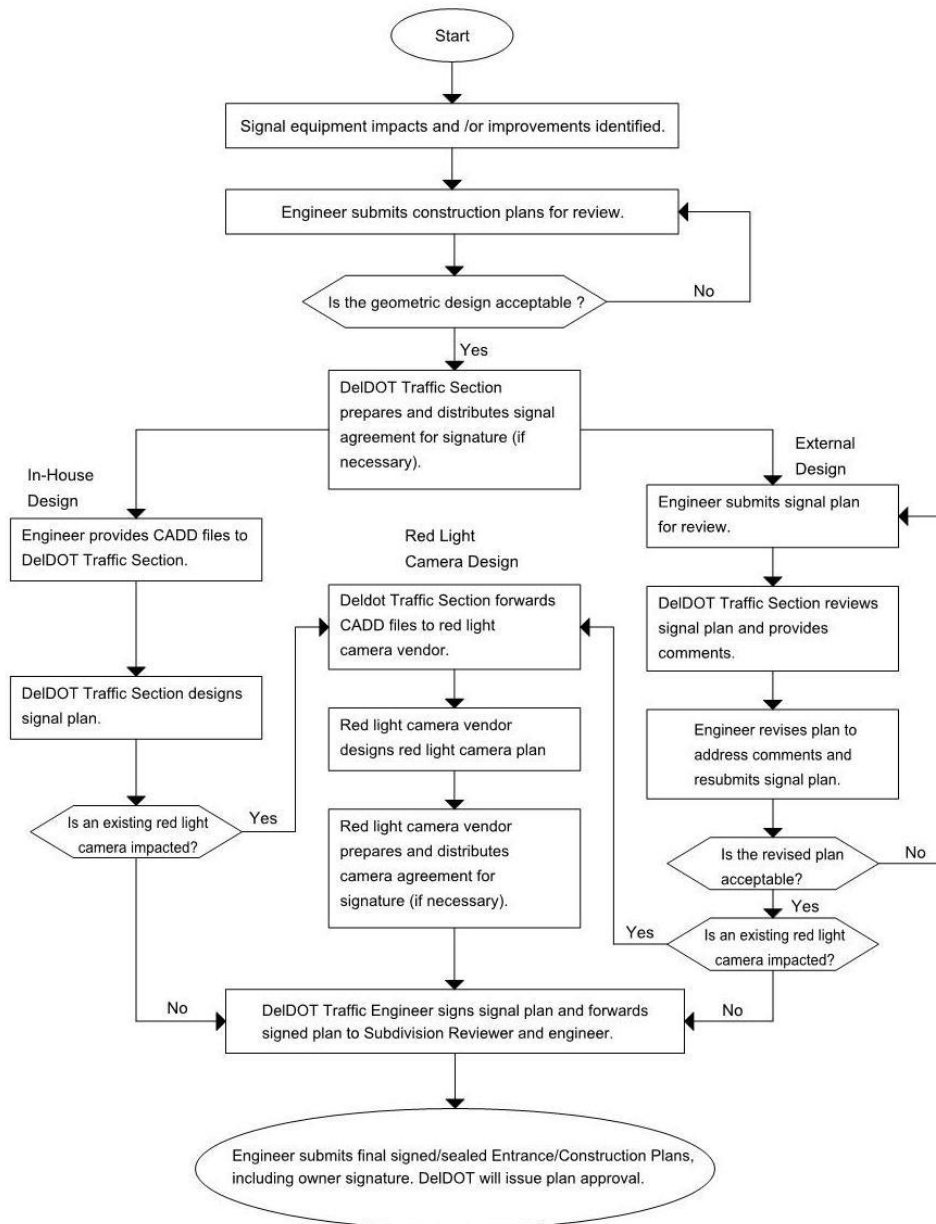 Start
Signal equipment impacts and /or improvements identified.
Engineer submits construction plans for review.
Is the geometric design acceptable ?
No
Yes
DelDOT Traffic Section
prepares and distributes signal
agreement for signature (if
necessary).
In-House
Design
Engineer provides CADD files to
DelDOT Traffic Section.
DelDOT Traffic Section designs
signal plan.
Is an existing red light
camera impacted?
Yes
No
Red Light
Camera Design
Deldot Traffic Section forwards
CADD files to red light
camera vendor.
Red light camera vendor
designs red light camera plan
Red light camera vendor
prepares and distributes
camera agreement for
signature (if necessary).
External
Design
Engineer submits signal plan
for review.
DelDOT Traffic Section reviews
signal plan and provides
comments.
Engineer revises plan to
address comments and
resubmits signal plan.
Is the revised plan
acceptable?
No
Yes
Is an existing red light
camera impacted?
Yes
No
DelDOT Traffic Engineer signs signal plan and forwards
signed plan to Subdivision Reviewer and engineer.
Engineer submits final signed/sealed Entrance/Construction Plans,
including owner signature. DelDOT will issue plan approval.